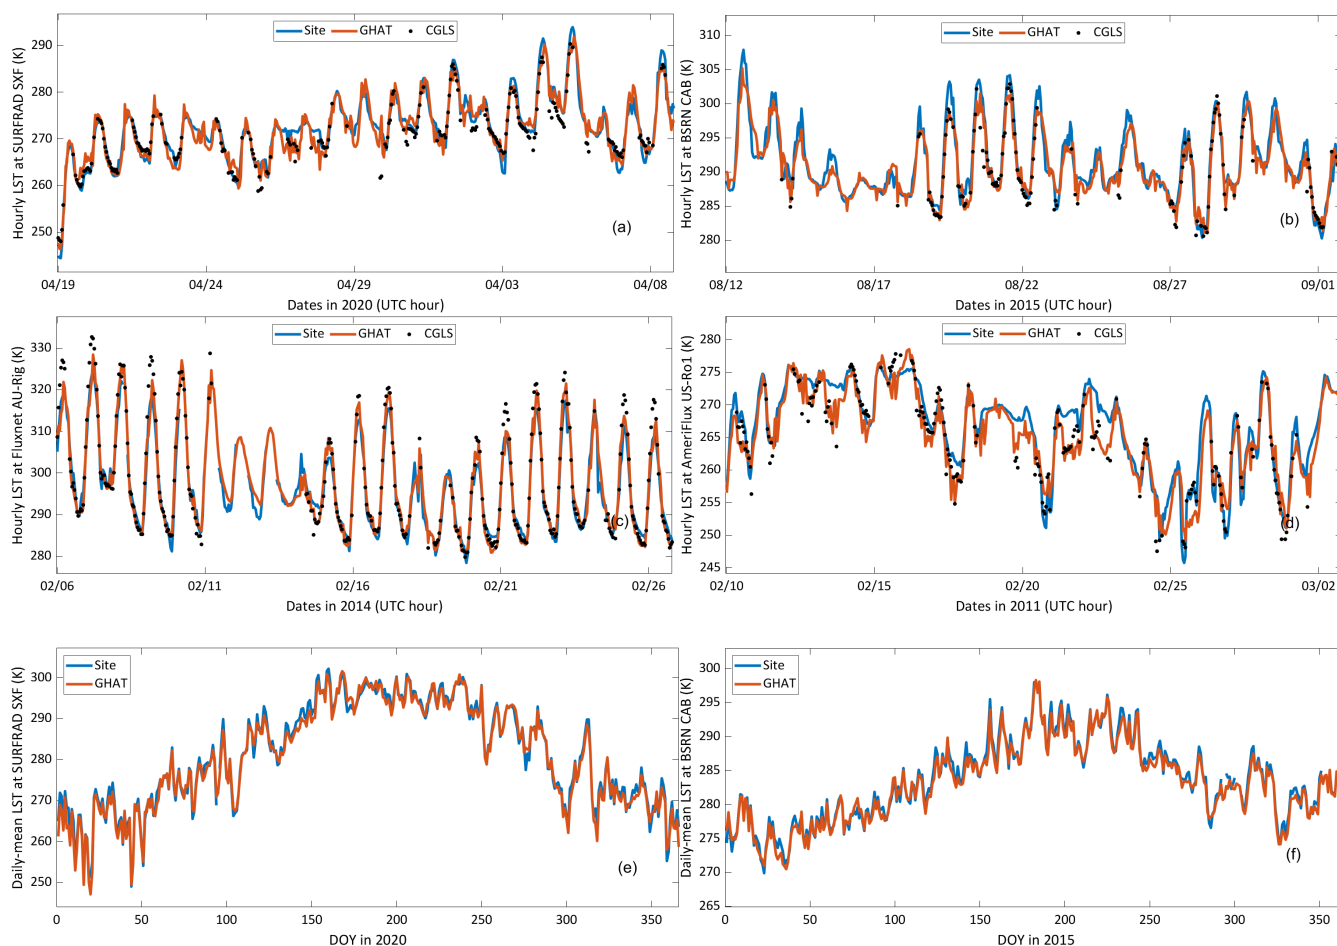 Hourly LST at SURFRAD SXF (K)
290
280
270
260
250
Site GHAT CGLS
(a)
04/19 04/24 04/29 04/03 04/08
Dates in 2020 (UTC hour)
Hourly LST at BSRN CAB (K)
310
300
295
290
285
280
Site GHAT CGLS
(b)
08/12 08/17 08/22 08/27 09/01
Dates in 2015 (UTC hour)
Hourly LST at Fluxnet AU-Rig (K)
330
320
310
300
290
280
Site GHAT CGLS
(c)
02/06 02/11 02/16 02/21 02/26
Dates in 2014 (UTC hour)
Hourly LST at AmeriFlux US-Ro1 (K)
280
275
270
265
260
255
250
245
Site GHAT CGLS
(d)
02/10 02/15 02/20 02/25 03/02
Dates in 2011 (UTC hour)
Daily-mean LST at SURFRAD SXF (K)
300
290
280
270
260
250
Site
GHAT
(e)
0 50 100 150 200 250 300 350
DOY in 2020
Daily-mean LST at BSRN CAB (K)
300
295
290
285
280
275
270
265
Site
GHAT
(f)
0 50 100 150 200 250 300 350
DOY in 2015